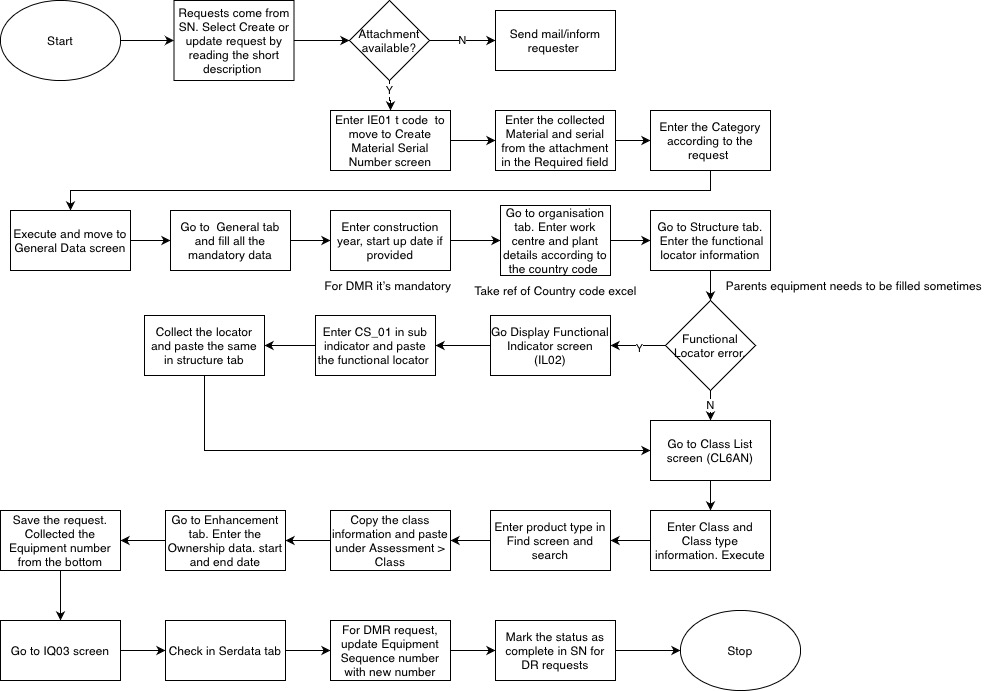 Start
Requests come from
SN. Select Create or
update request by
reading the short
description
Attachment
available?
N
Send mail/inform
requester
Y
Enter IE01 t code  to
move to Create
Material Serial
Number screen
Enter the collected
Material and serial
from the attachment
in the Required field
Enter the Category
according to the
request
Execute and move to
General Data screen
Go to  General tab
and fill all the
mandatory data
Enter construction
year, start up date if
provided
Go to organisation
tab. Enter work
centre and plant
details according to
the country code
Go to Structure tab.
Enter the functional
locator information
For DMR it's mandatory
Take ref of Country code excel
Parents equipment needs to be filled sometimes
Functional
Locator error.
Y
Go Display Functional
Indicator screen
(IL02)
Enter CS_01 in sub
indicator and paste
the functional locator
Collect the locator
and paste the same
in structure tab
N
Go to Class List
screen (CL6AN)
Enter Class and
Class type
information. Execute
Enter product type in
Find screen and
search
Copy the class
information and paste
under Assessment >
Class
Go to Enhancement
tab. Enter the
Ownership data. start
and end date
Save the request.
Collected the
Equipment number
from the bottom
Go to IQ03 screen
Check in Serdata tab
For DMR request,
update Equipment
Sequence number
with new number
Mark the status as
complete in SN for
DR requests
Stop